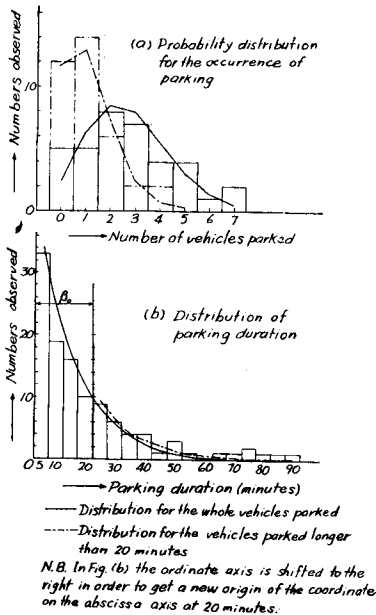 (a) Probability distribution
for the occurrence of
parking
Numbers observed
10
0
0 1 2 3 4 5 6 7
Number of vehicles parked
(b) Distribution of
parking duration
Numbers observed
30
20
10
0
β₀
5 10 20 30 40 50 60 70 80 90
Parking duration (minutes)
Distribution for the whole vehicles parked
Distribution for the vehicles parked longer
than 20 minutes
N.B. In Fig. (b) the ordinate axis is shifted to the
right in order to get a new origin of the coordinate
on the abscissa axis at 20 minutes.